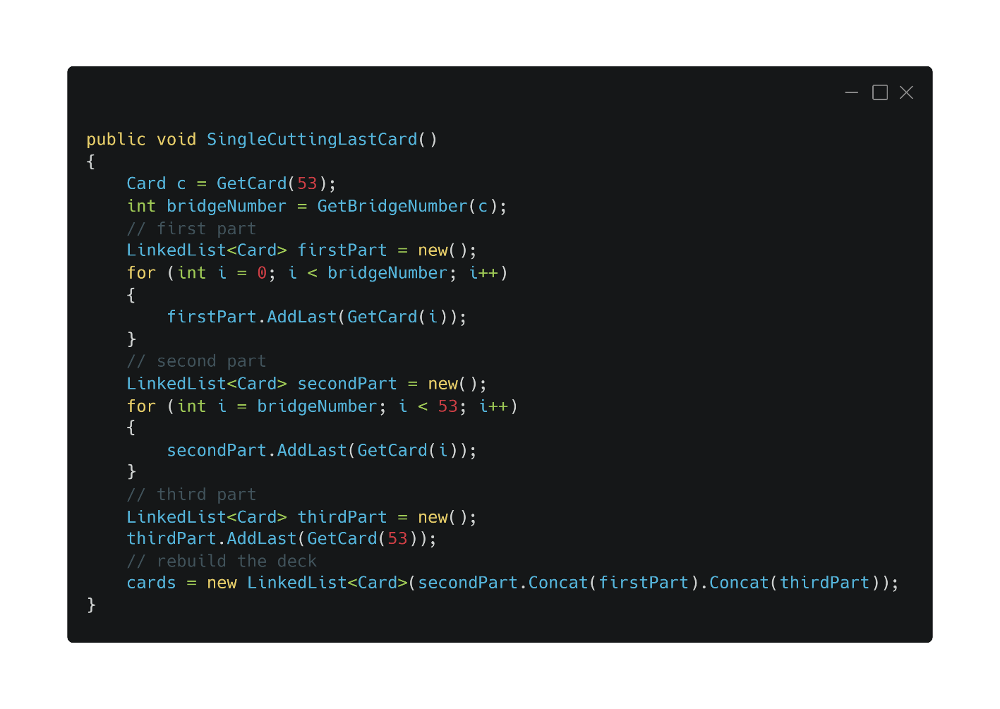 public void SingleCuttingLastCard()
{
    Card c = GetCard(53);
    int bridgeNumber = GetBridgeNumber(c);
    // first part
    LinkedList<Card> firstPart = new();
    for (int i = 0; i < bridgeNumber; i++)
    {
        firstPart.AddLast(GetCard(i));
    }
    // second part
    LinkedList<Card> secondPart = new();
    for (int i = bridgeNumber; i < 53; i++)
    {
        secondPart.AddLast(GetCard(i));
    }
    // third part
    LinkedList<Card> thirdPart = new();
    thirdPart.AddLast(GetCard(53));
    // rebuild the deck
    cards = new LinkedList<Card>(secondPart.Concat(firstPart).Concat(thirdPart));
}